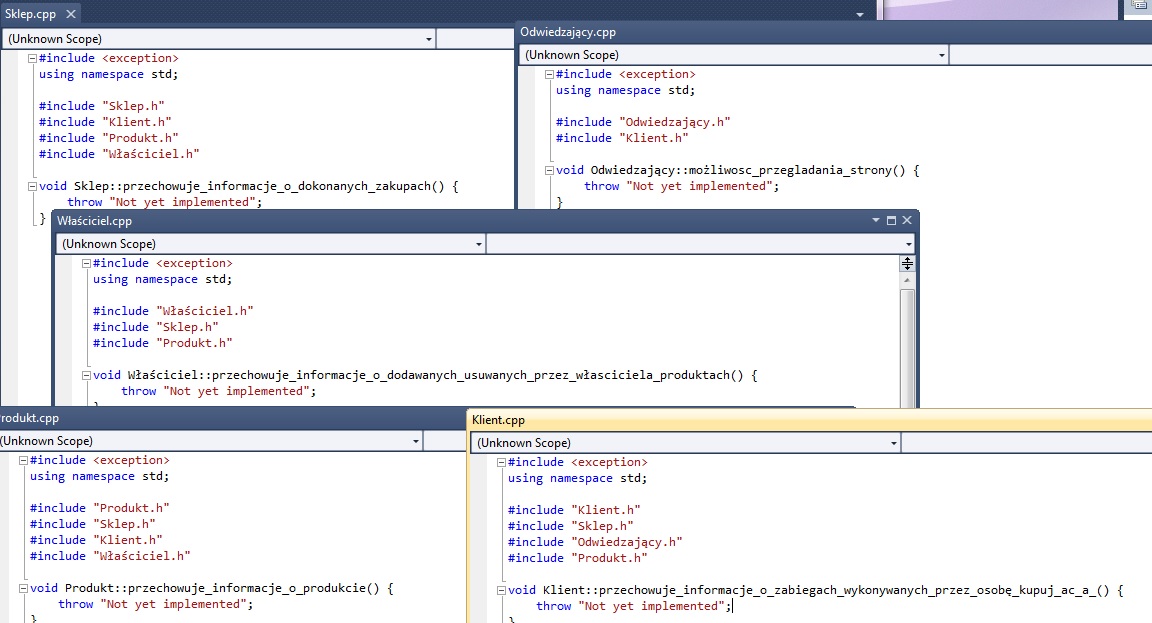 Sklep.cpp
(Unknown Scope)
#include <exception>
using namespace std;
#include "Sklep.h"
#include "Klient.h"
#include "Produkt.h"
#include "Właściciel.h"
void Sklep::przechowuje_informacje_o_dokonanych_zakupach() {
throw "Not yet implemented";
}
Odwiedzający.cpp
(Unknown Scope)
#include <exception>
using namespace std;
#include "Odwiedzający.h"
#include "Klient.h"
void Odwiedzający::możliwosc_przegladania_strony() {
throw "Not yet implemented";
}
Właściciel.cpp
(Unknown Scope)
#include <exception>
using namespace std;
#include "Właściciel.h"
#include "Sklep.h"
#include "Produkt.h"
void Właściciel::przechowuje_informacje_o_dodawanych_usuwanych_przez_własciciela_produktach() {
throw "Not yet implemented";
}
rodukt.cpp
(Unknown Scope)
#include <exception>
using namespace std;
#include "Produkt.h"
#include "Sklep.h"
#include "Klient.h"
#include "Właściciel.h"
void Produkt::przechowuje_informacje_o_produkcie() {
throw "Not yet implemented";
}
Klient.cpp
(Unknown Scope)
#include <exception>
using namespace std;
#include "Klient.h"
#include "Sklep.h"
#include "Odwiedzający.h"
#include "Produkt.h"
void Klient::przechowuje_informacje_o_zabiegach_wykonywanych_przez_osobę_kupuj_ac_a_() {
throw "Not yet implemented";
}